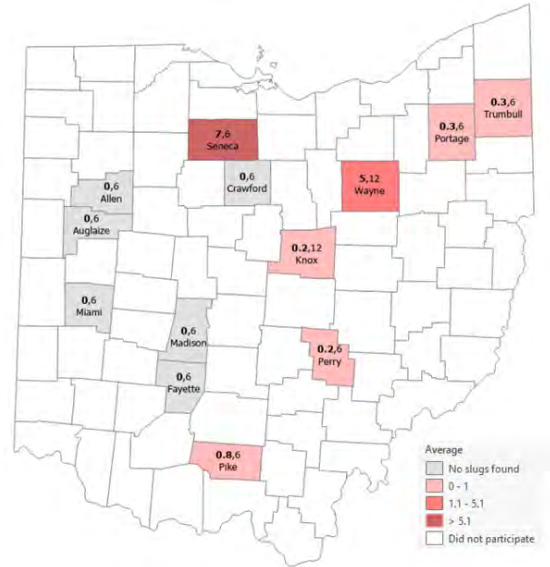 0.3,6
Trumbull
0.3,6
Portage
7,6
Seneca
0,6
Crawford
5,12
Wayne
0,6
Allen
0,6
Auglaize
0.2,12
Knox
0,6
Miami
0,6
Madison
0.2,6
Perry
0,6
Fayette
0.8,6
Pike
Average
No slugs found
0 - 1
1.1 - 5.1
> 5.1
Did not participate